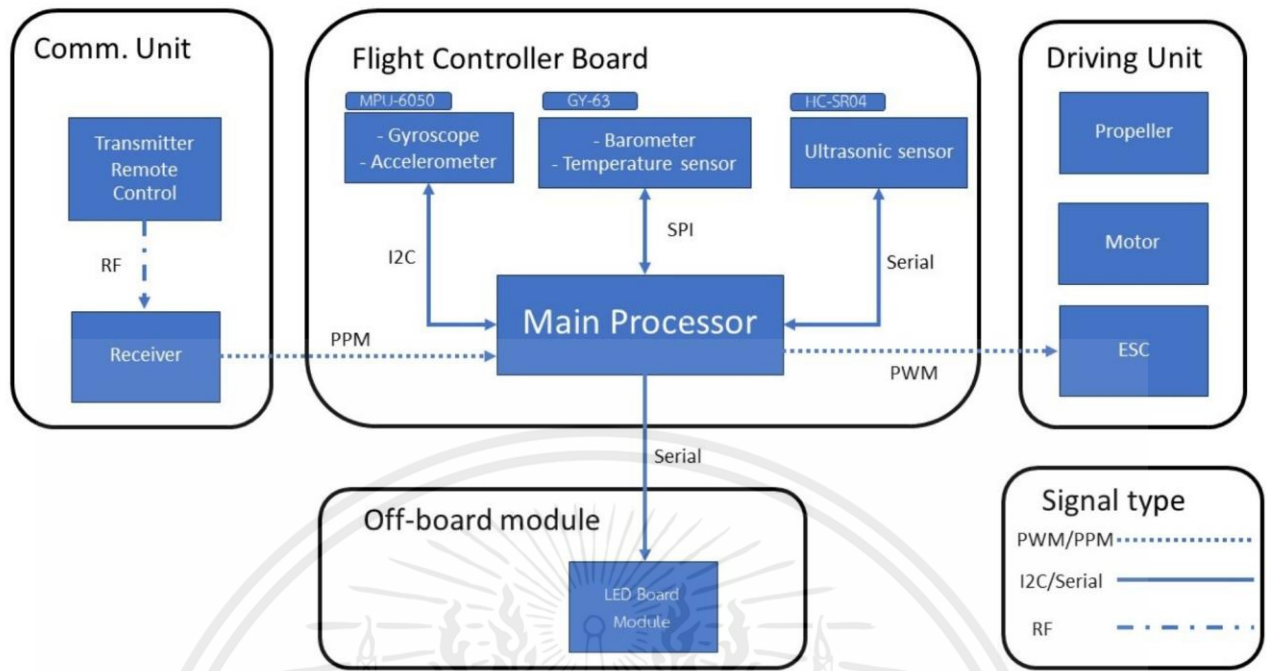 Comm. Unit
Transmitter
Remote
Control
RF
Receiver
PPM
Flight Controller Board
MPU-6050
- Gyroscope
- Accelerometer
GY-63
- Barometer
- Temperature sensor
HC-SR04
Ultrasonic sensor
I2C
SPI
Serial
Main Processor
PWM
Driving Unit
Propeller
Motor
ESC
Serial
Off-board module
LED Board
Module
Signal type
PWM/PPM
I2C/Serial
RF